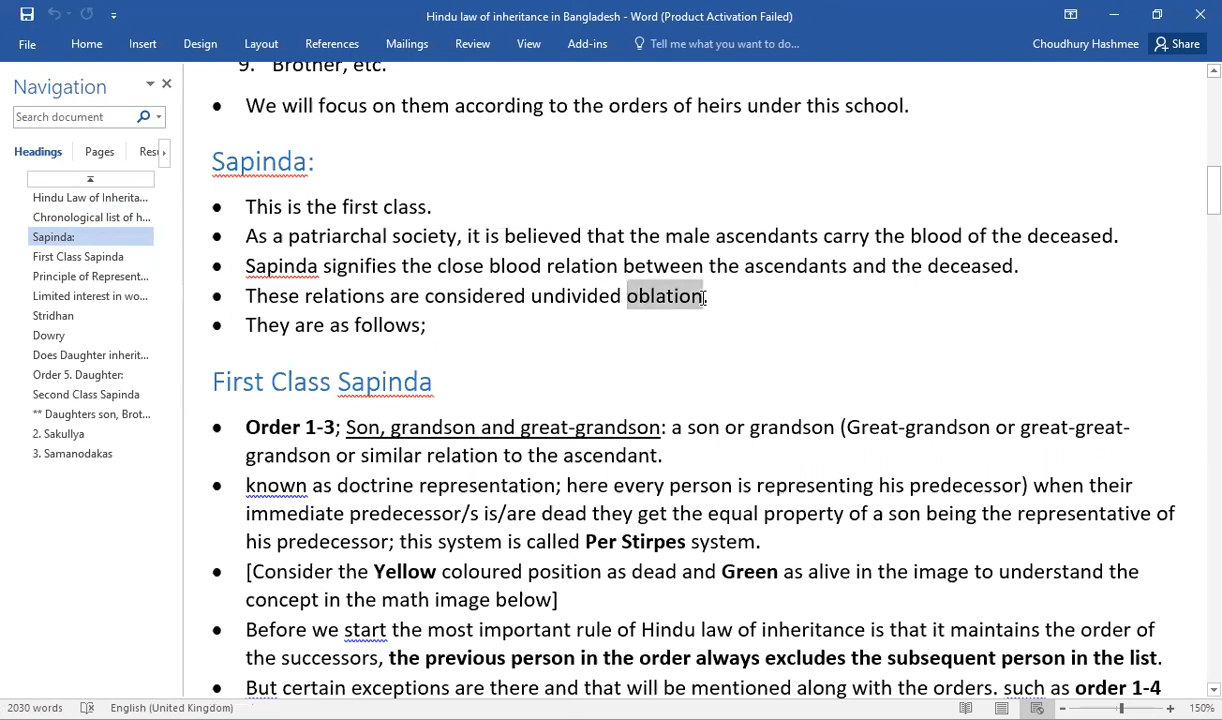 Hindu law of inheritance in Bangladesh - Word (Product Activation Failed)
File Home Insert Design Layout References Mailings Review View Add-ins Tell me what you want to do... Choudhury Hashmee Share
Navigation
Search document
Headings Pages Resu
Hindu Law of Inherita...
Chronological list of h...
Sapinda:
First Class Sapinda
Principle of Represent...
Limited interest in wo...
Stridhan
Dowry
Does Daughter inherit...
Order 5. Daughter:
Second Class Sapinda
** Daughters son, Brot...
2. Sakullya
3. Samanodakas
9. Brother, etc.
• We will focus on them according to the orders of heirs under this school.
Sapinda:
• This is the first class.
• As a patriarchal society, it is believed that the male ascendants carry the blood of the deceased.
• Sapinda signifies the close blood relation between the ascendants and the deceased.
• These relations are considered undivided oblation.
• They are as follows;
First Class Sapinda
• Order 1-3; Son, grandson and great-grandson: a son or grandson (Great-grandson or great-great-
grandson or similar relation to the ascendant.
• known as doctrine representation; here every person is representing his predecessor) when their
immediate predecessor/s is/are dead they get the equal property of a son being the representative of
his predecessor; this system is called Per Stirpes system.
• [Consider the Yellow coloured position as dead and Green as alive in the image to understand the
concept in the math image below]
• Before we start the most important rule of Hindu law of inheritance is that it maintains the order of
the successors, the previous person in the order always excludes the subsequent person in the list.
• But certain exceptions are there and that will be mentioned along with the orders. such as order 1-4
2030 words English (United Kingdom) 150%